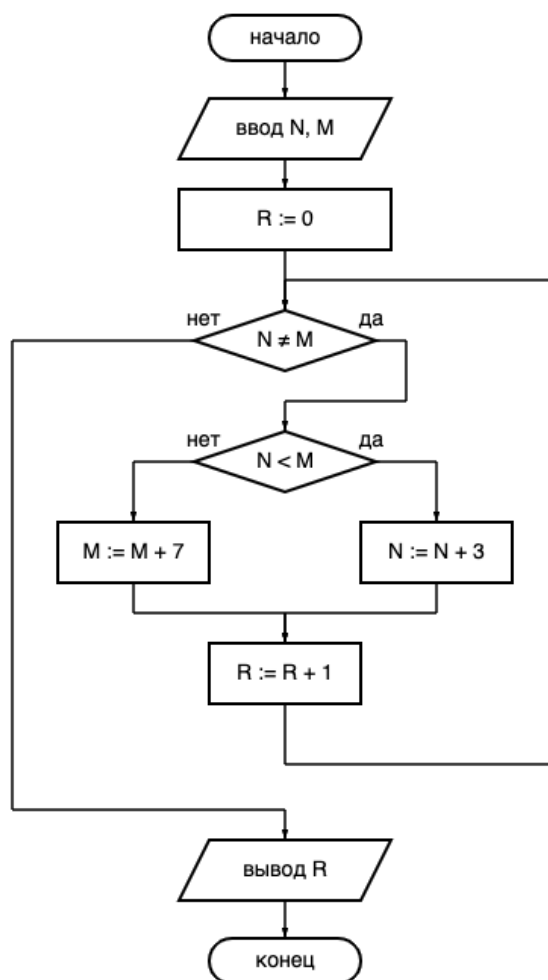 начало
ввод N, M
R := 0
нет
да
N ≠ M
нет
да
N < M
M := M + 7
N := N + 3
R := R + 1
вывод R
конец